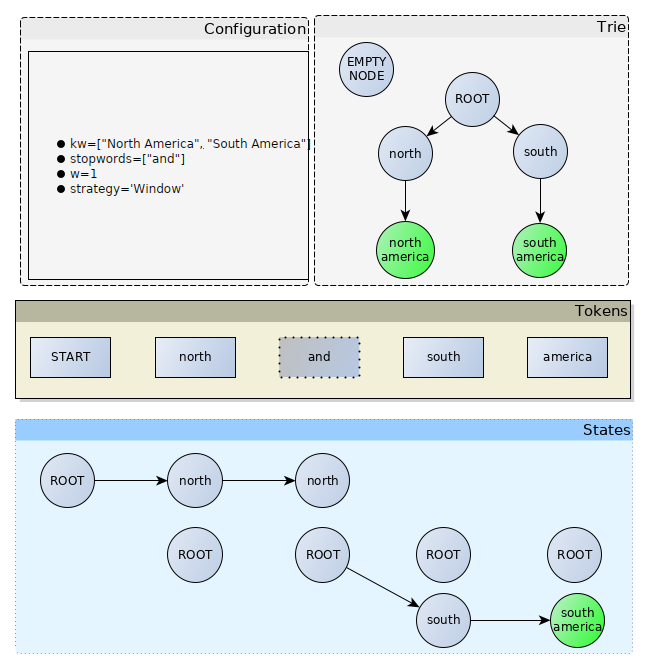 Configuration
kw=["North America", "South America"]
stopwords=["and"]
w=1
strategy='Window'
Trie
EMPTY
NODE
ROOT
north
south
north
america
south
america
Tokens
START
north
and
south
america
States
ROOT
north
north
ROOT
ROOT
ROOT
ROOT
south
south
america